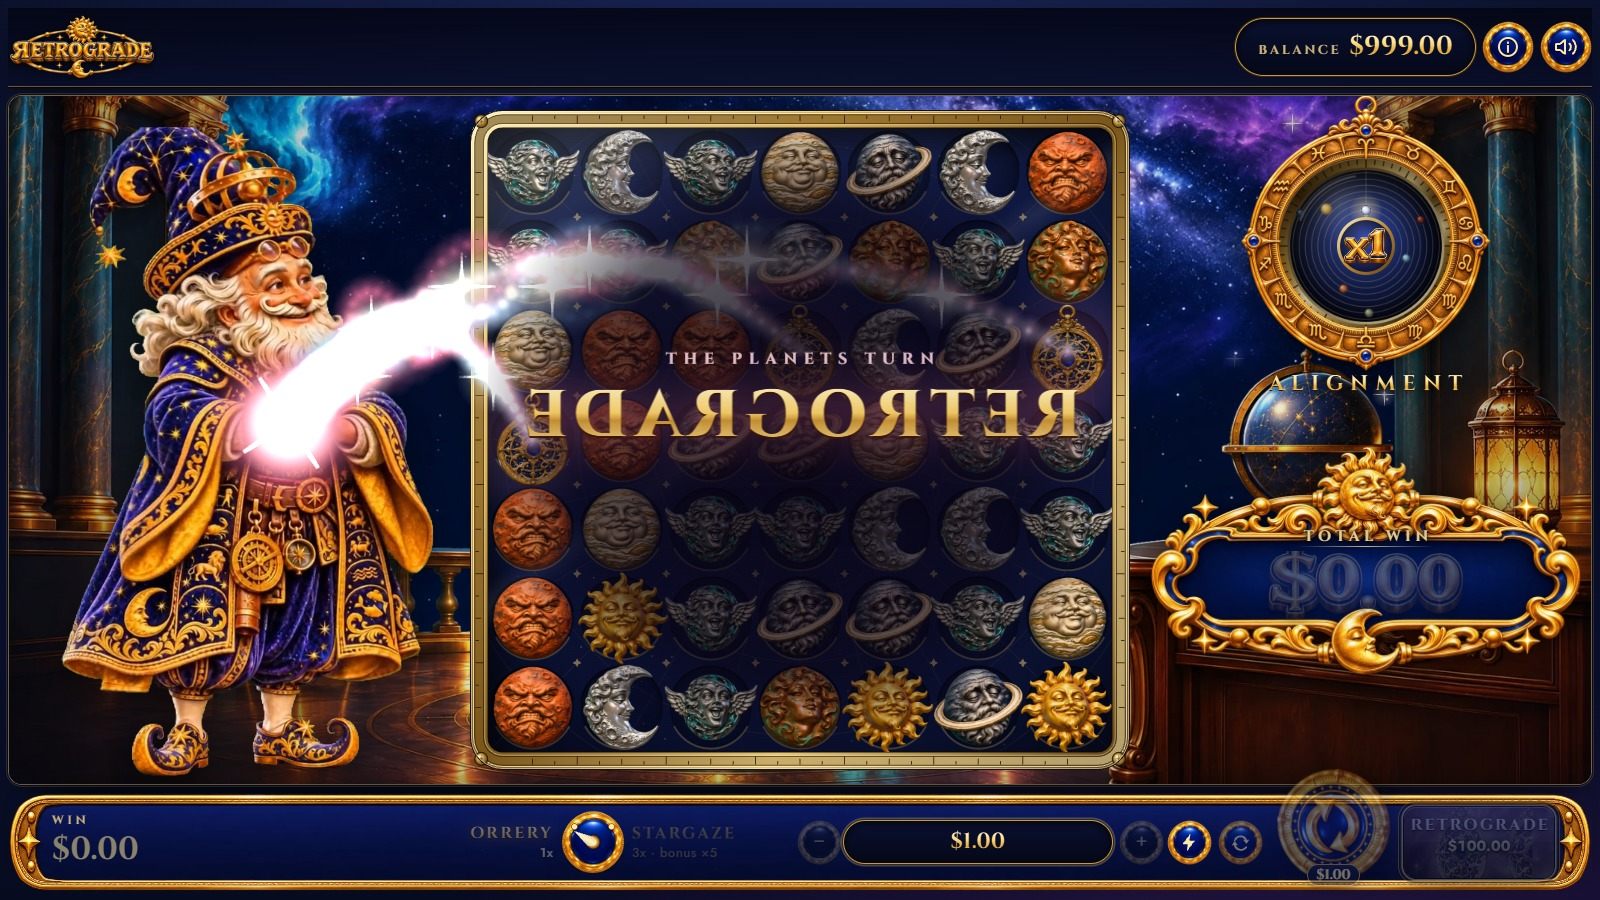 RETROGRADE
BALANCE $999.00
x1
THE PLANETS TURN
RETROGRADE
ALIGNMENT
TOTAL WIN
$0.00
WIN
$0.00
ORRERY
1x
STARGAZE
3x · bonus ×5
−
$1.00
+
$1.00
RETROGRADE
$100.00